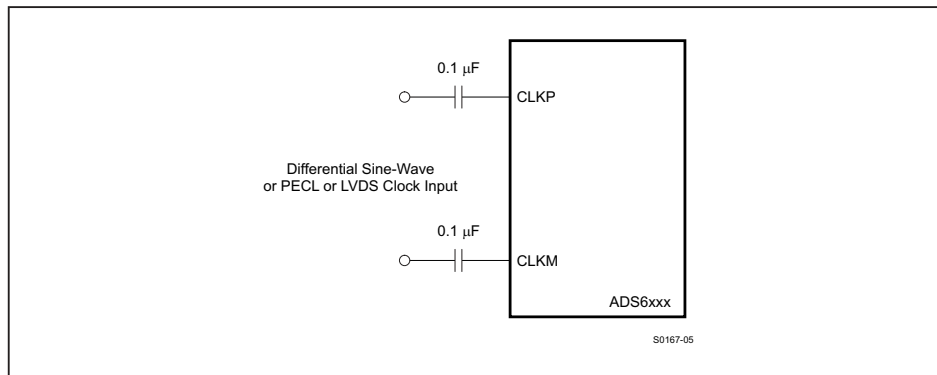 0.1 μF
CLKP
Differential Sine-Wave
or PECL or LVDS Clock Input
0.1 μF
CLKM
ADS6xxx
S0167-05